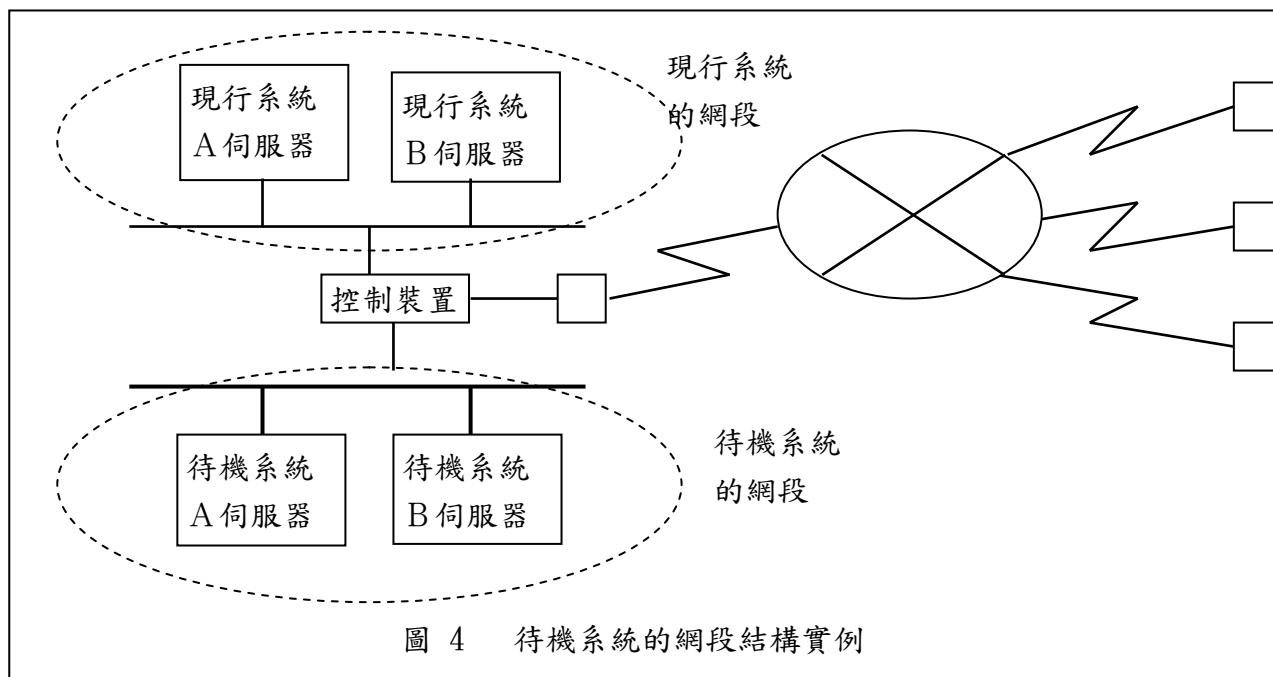 現行系統
A伺服器
現行系統
B伺服器
現行系統
的網段
控制裝置
待機系統
A伺服器
待機系統
B伺服器
待機系統
的網段
圖 4 待機系統的網段結構實例